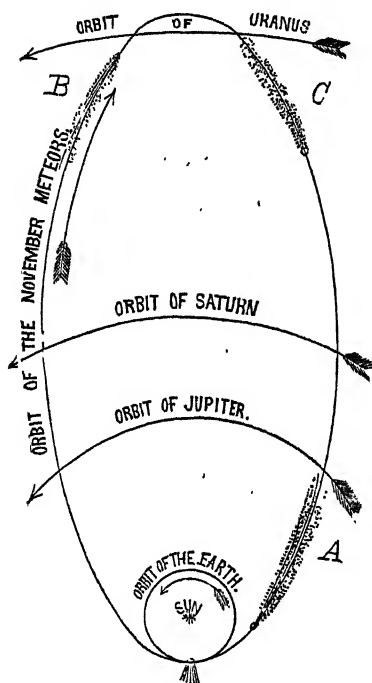 ORBIT OF URANUS
B
C
ORBIT OF THE NOVEMBER METEORS.
ORBIT OF SATURN
ORBIT OF JUPITER.
A
ORBIT OF THE EARTH.
SUN